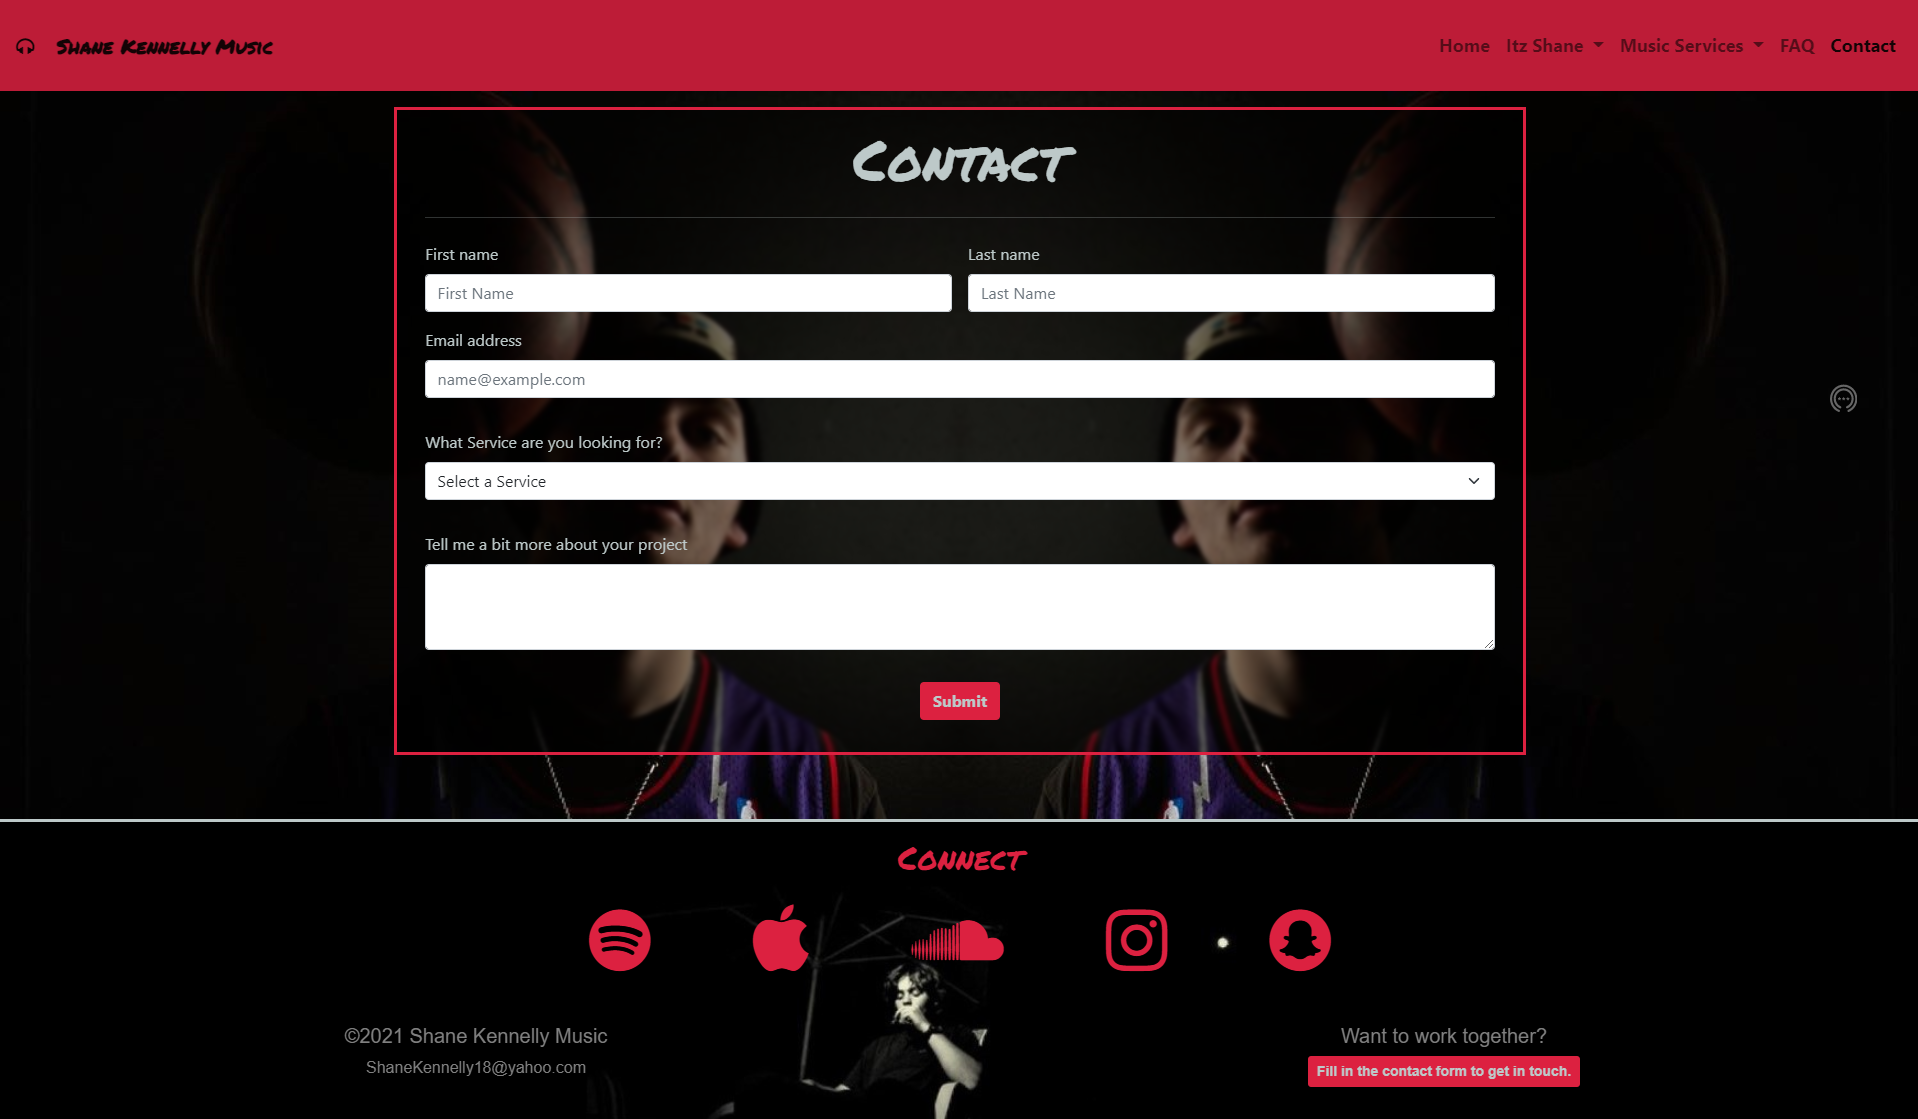 Shane Kennelly Music
Home Itz Shane Music Services FAQ Contact
Contact
First name Last name
First Name Last Name
Email address
name@example.com
What Service are you looking for?
Select a Service
Tell me a bit more about your project
Submit
Connect
©2021 Shane Kennelly Music
ShaneKennelly18@yahoo.com
Want to work together?
Fill in the contact form to get in touch.